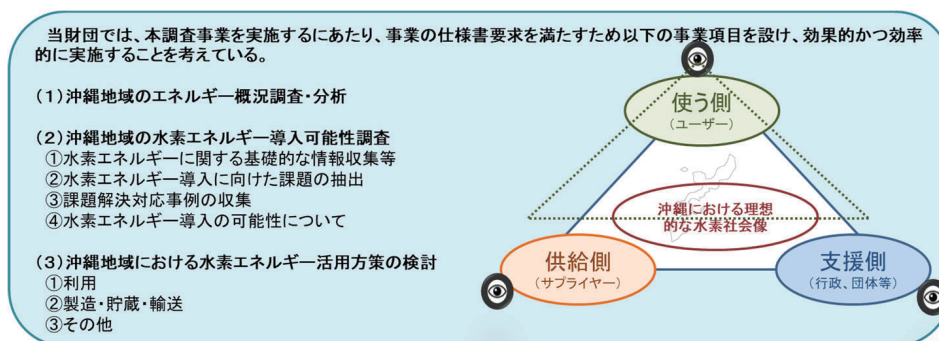 当財団では、本調査事業を実施するにあたり、事業の仕様書要求を満たすため以下の事業項目を設け、効果的かつ効率
的に実施することを考えている。
(1)沖縄地域のエネルギー概況調査・分析
(2)沖縄地域の水素エネルギー導入可能性調査
①水素エネルギーに関する基礎的な情報収集等
②水素エネルギー導入に向けた課題の抽出
③課題解決対応事例の収集
④水素エネルギー導入の可能性について
(3)沖縄地域における水素エネルギー活用方策の検討
①利用
②製造・貯蔵・輸送
③その他
使う側
(ユーザー)
沖縄における理想
的な水素社会像
供給側
(サプライヤー)
支援側
(行政、団体等)